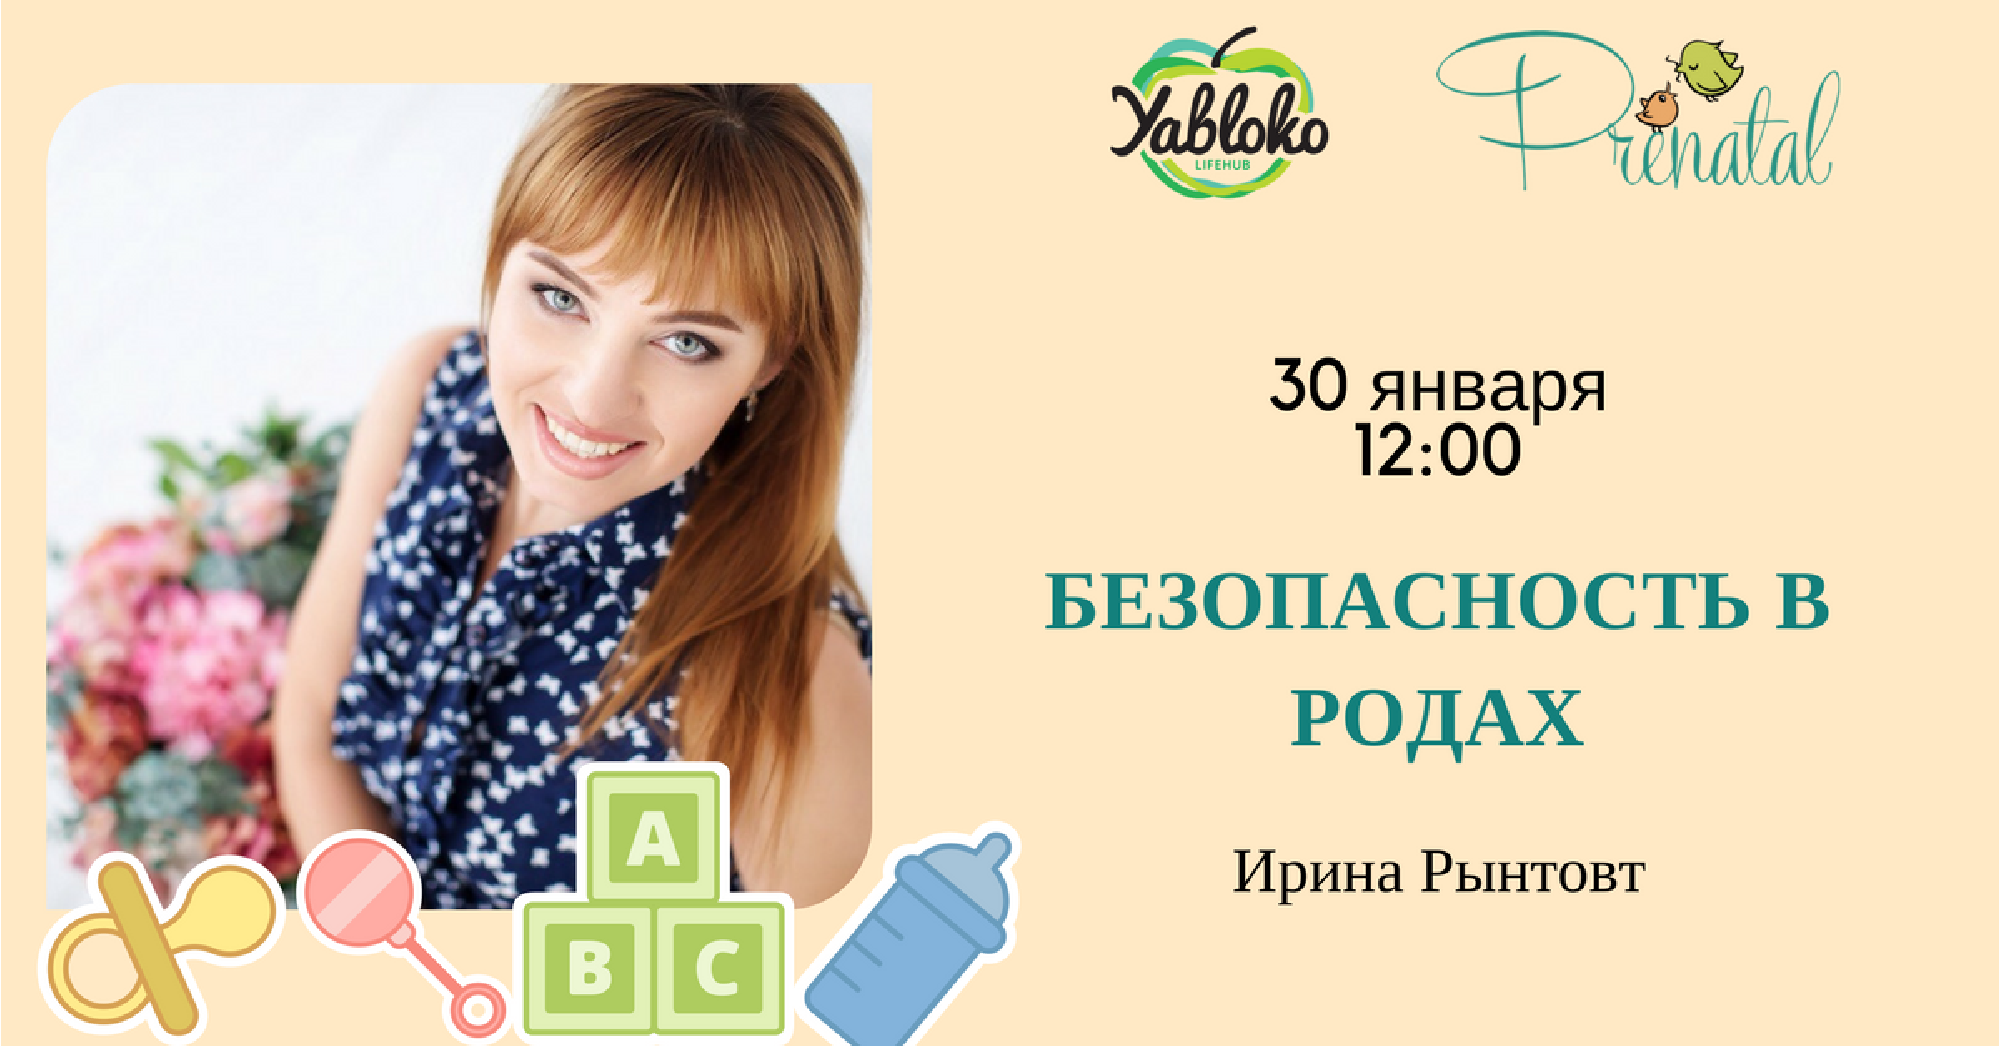 Yabloko
LIFEHUB
Prenatal
30 января
12:00
БЕЗОПАСНОСТЬ В
РОДАХ
Ирина Рынтовт
A
B C